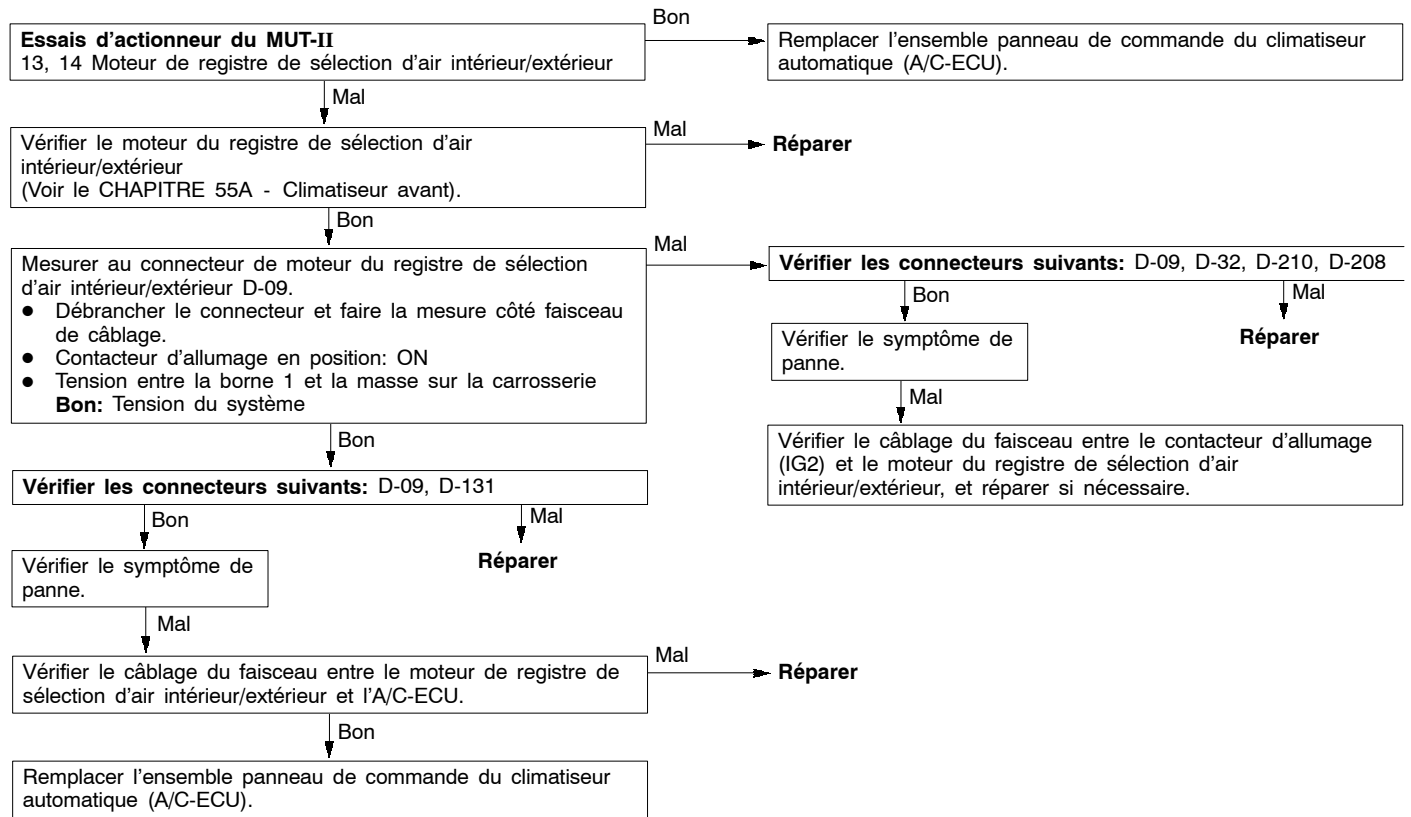 Essais d'actionneur du MUT-II
13, 14 Moteur de registre de sélection d'air intérieur/extérieur
Bon
Remplacer l'ensemble panneau de commande du climatiseur
automatique (A/C-ECU).
Mal
Vérifier le moteur du registre de sélection d'air
intérieur/extérieur
(Voir le CHAPITRE 55A - Climatiseur avant).
Mal
Réparer
Bon
Mesurer au connecteur de moteur du registre de sélection
d'air intérieur/extérieur D-09.
● Débrancher le connecteur et faire la mesure côté faisceau
de câblage.
● Contacteur d'allumage en position: ON
● Tension entre la borne 1 et la masse sur la carrosserie
Bon: Tension du système
Mal
Vérifier les connecteurs suivants: D-09, D-32, D-210, D-208
Bon
Mal
Vérifier le symptôme de
panne.
Réparer
Mal
Vérifier le câblage du faisceau entre le contacteur d'allumage
(IG2) et le moteur du registre de sélection d'air
intérieur/extérieur, et réparer si nécessaire.
Bon
Vérifier les connecteurs suivants: D-09, D-131
Bon
Mal
Vérifier le symptôme de
panne.
Réparer
Mal
Vérifier le câblage du faisceau entre le moteur de registre de
sélection d'air intérieur/extérieur et l'A/C-ECU.
Mal
Réparer
Bon
Remplacer l'ensemble panneau de commande du climatiseur
automatique (A/C-ECU).